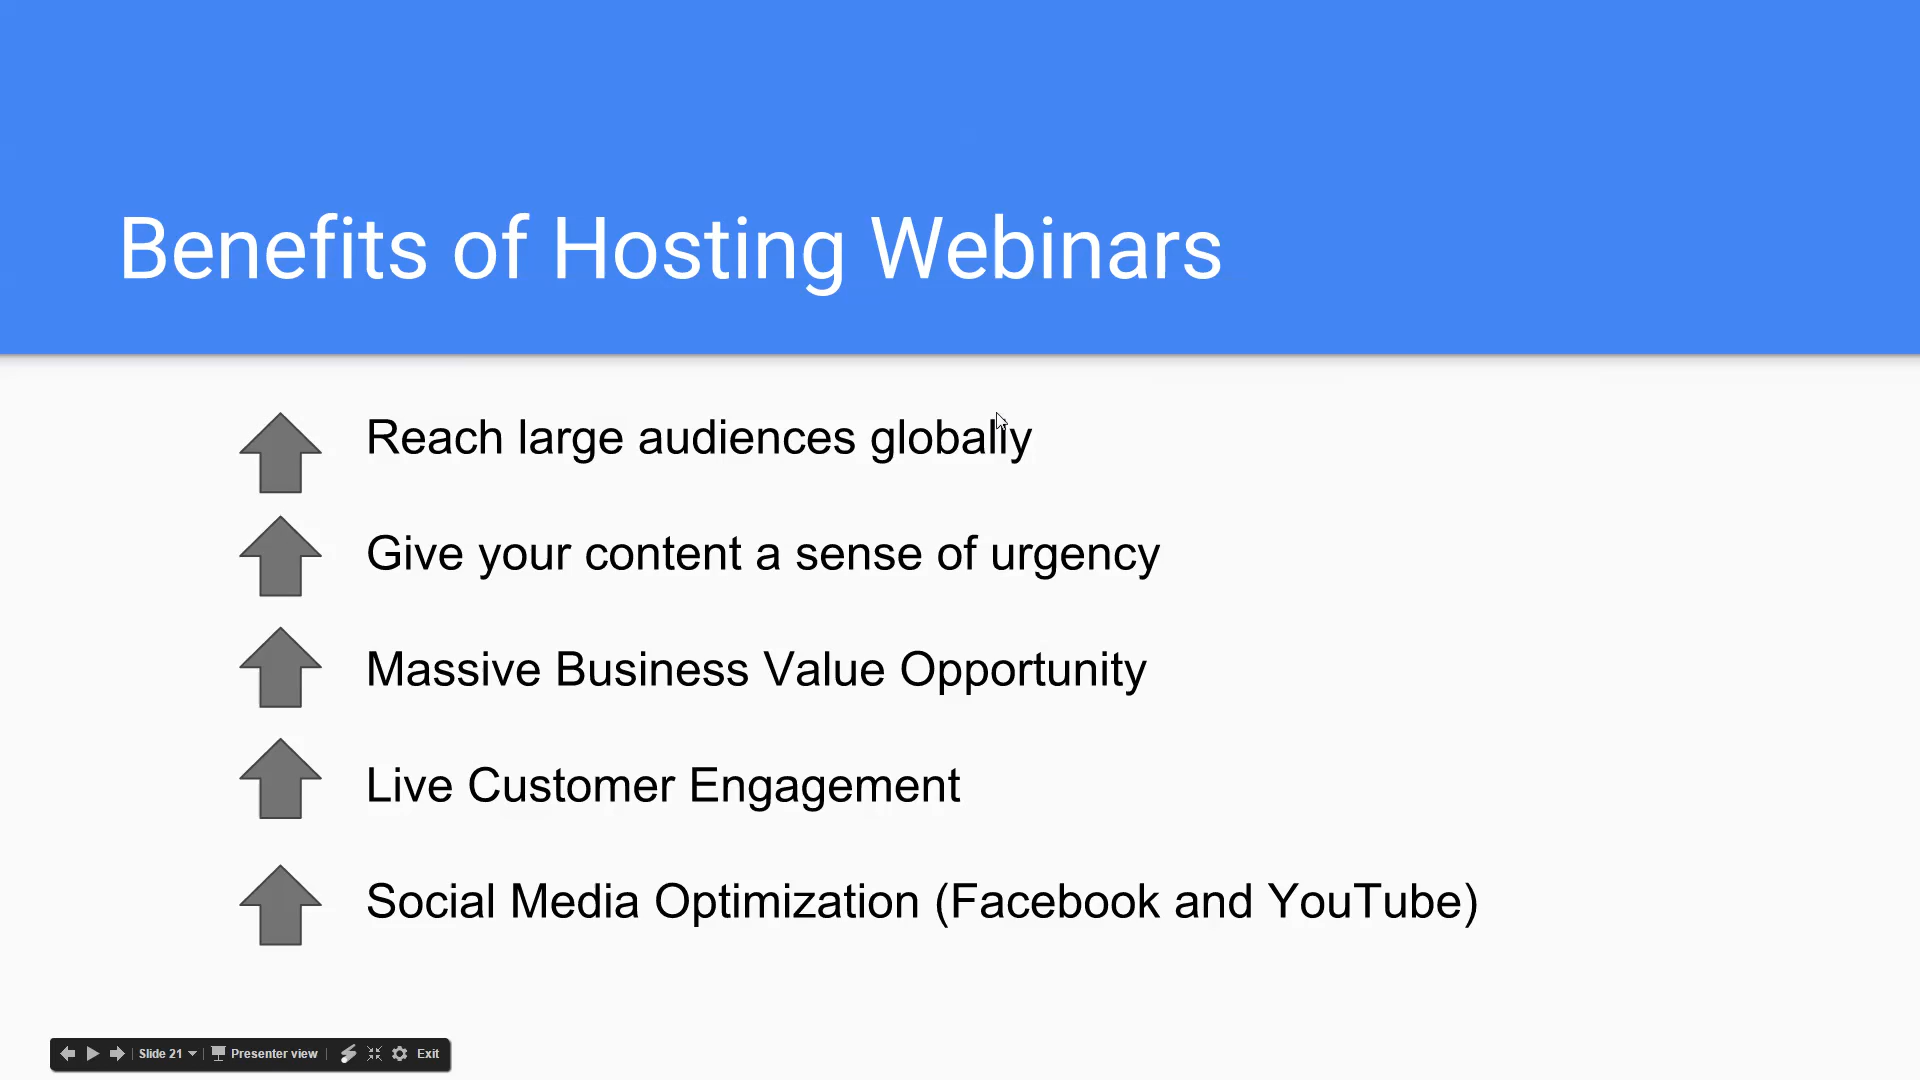 Benefits of Hosting Webinars
Reach large audiences globally
Give your content a sense of urgency
Massive Business Value Opportunity
Live Customer Engagement
Social Media Optimization (Facebook and YouTube)
Slide 21 Presenter view Exit